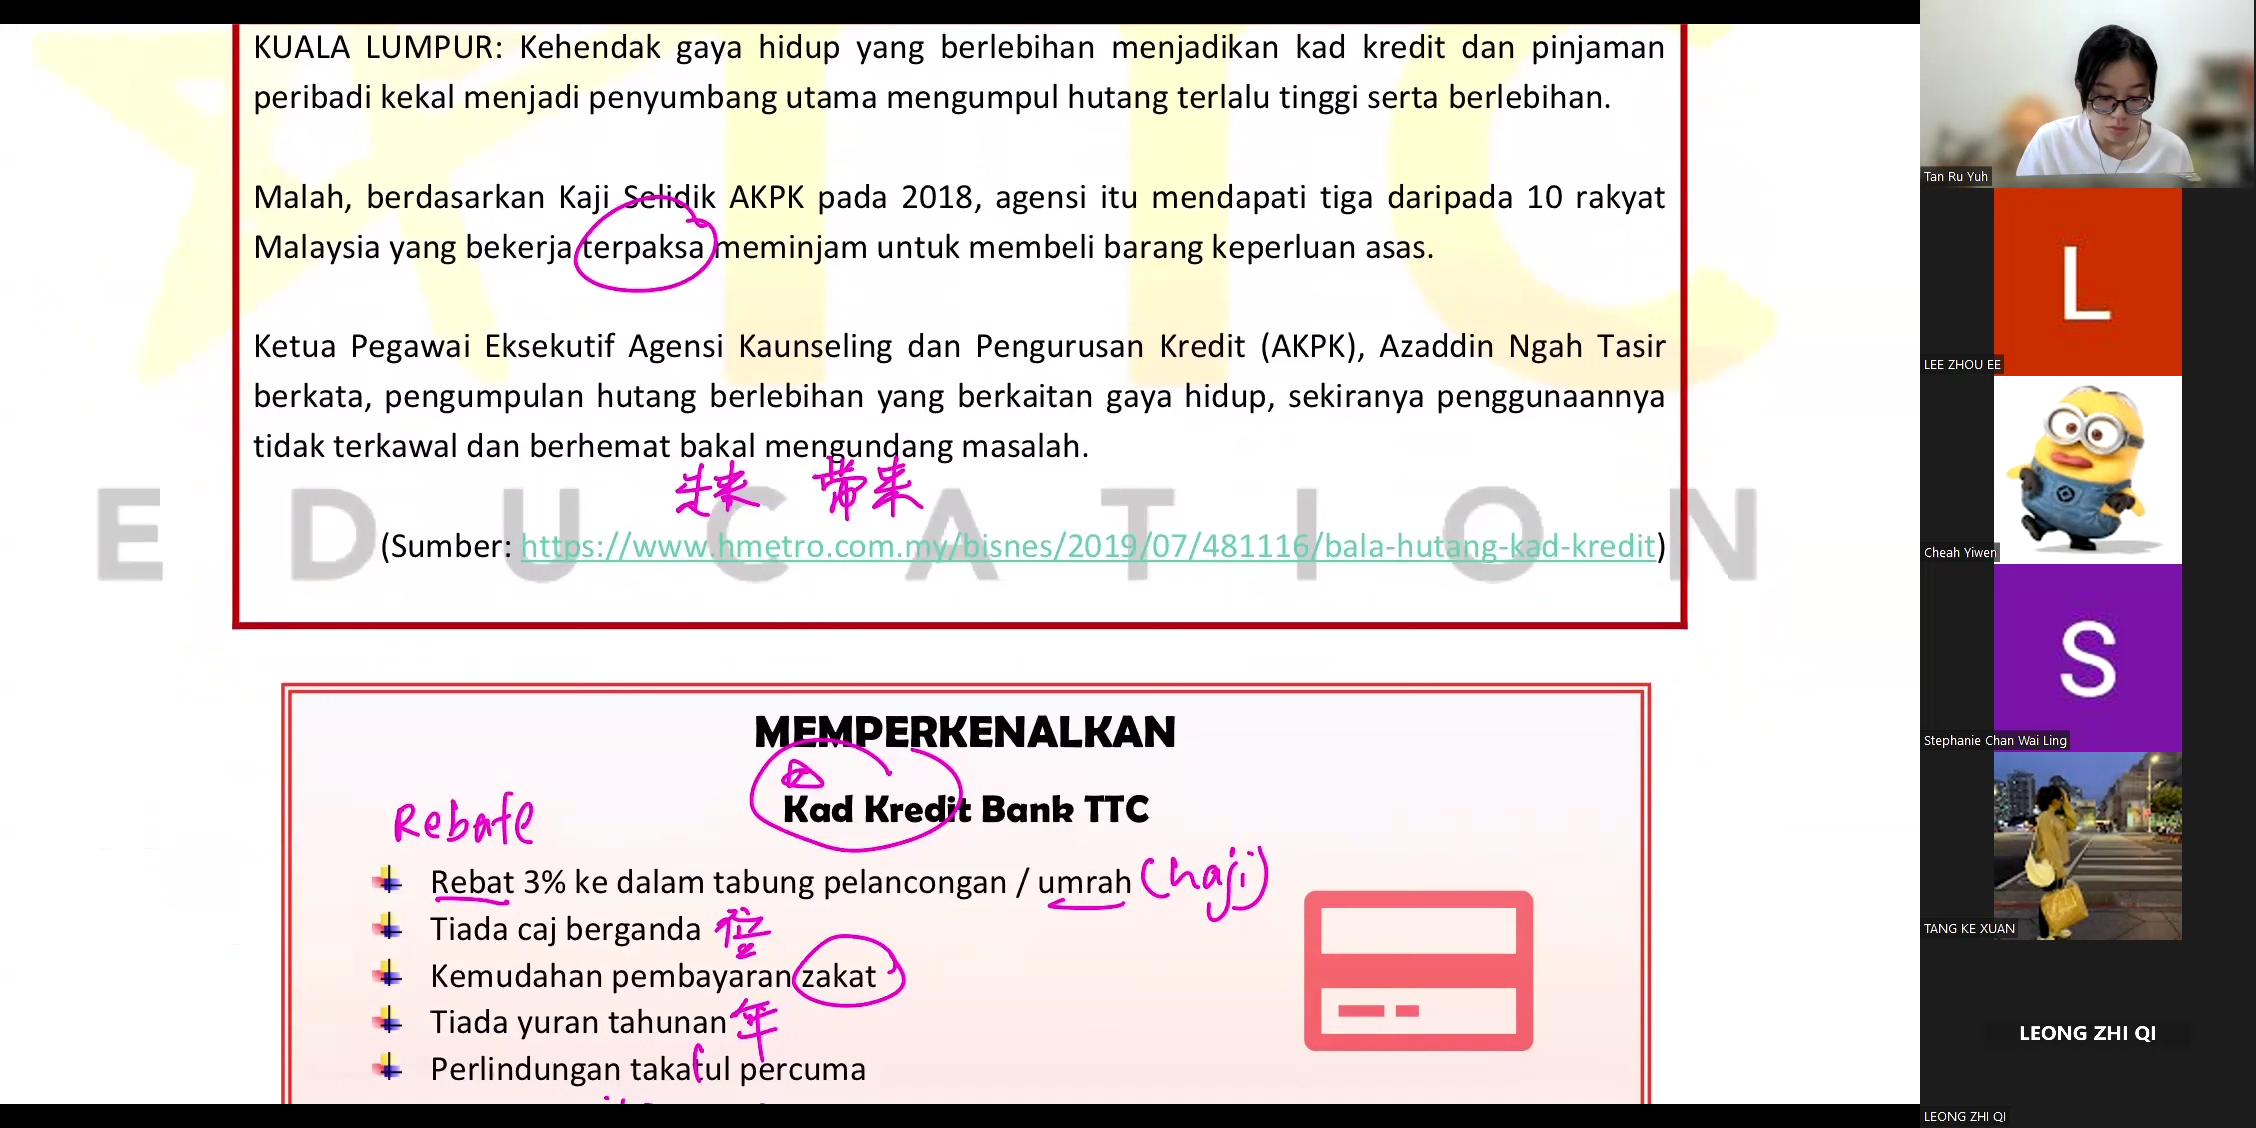 KUALA LUMPUR: Kehendak gaya hidup yang berlebihan menjadikan kad kredit dan pinjaman
peribadi kekal menjadi penyumbang utama mengumpul hutang terlalu tinggi serta berlebihan.
Malah, berdasarkan Kaji Selidik AKPK pada 2018, agensi itu mendapati tiga daripada 10 rakyat
Malaysia yang bekerja terpaksa meminjam untuk membeli barang keperluan asas.
Ketua Pegawai Eksekutif Agensi Kaunseling dan Pengurusan Kredit (AKPK), Azaddin Ngah Tasir
berkata, pengumpulan hutang berlebihan yang berkaitan gaya hidup, sekiranya penggunaannya
tidak terkawal dan berhemat bakal mengundang masalah.
带来
EDUCATION
(Sumber: https://www.hmetro.com.my/bisnes/2019/07/481116/bala-hutang-kad-kredit)
MEMPERKENALKAN
Kad Kredit Bank TTC
Rebate
Rebat 3% ke dalam tabung pelancongan / umrah (haji)
Tiada caj berganda
Kemudahan pembayaran zakat
Tiada yuran tahunan 年
Perlindungan takaful percuma
Tan Ru Yuh
L
LEE ZHOU EE
Cheah Yiwen
S
Stephanie Chan Wai Ling
TANG KE XUAN
LEONG ZHI QI
LEONG ZHI QI